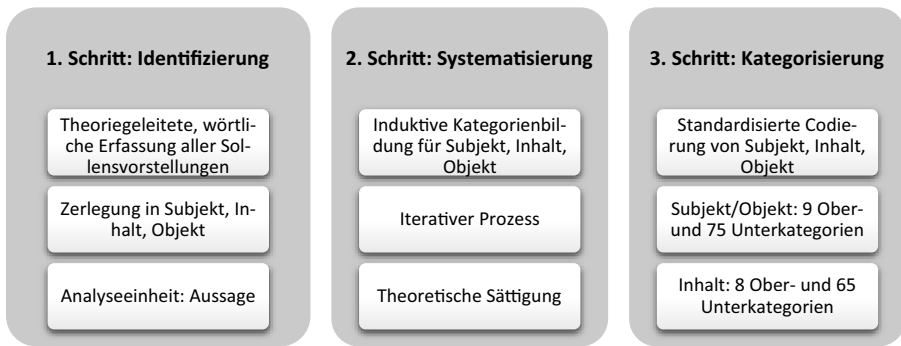 1. Schritt: Identifizierung
Theoriegeleitete, wört-
liche Erfassung aller Sol-
lensvorstellungen
Zerlegung in Subjekt, In-
halt, Objekt
Analyseeinheit: Aussage
2. Schritt: Systematisierung
Induktive Kategorienbil-
dung für Subjekt, Inhalt,
Objekt
Iterativer Prozess
Theoretische Sättigung
3. Schritt: Kategorisierung
Standardisierte Codie-
rung von Subjekt, Inhalt,
Objekt
Subjekt/Objekt: 9 Ober-
und 75 Unterkategorien
Inhalt: 8 Ober- und 65
Unterkategorien